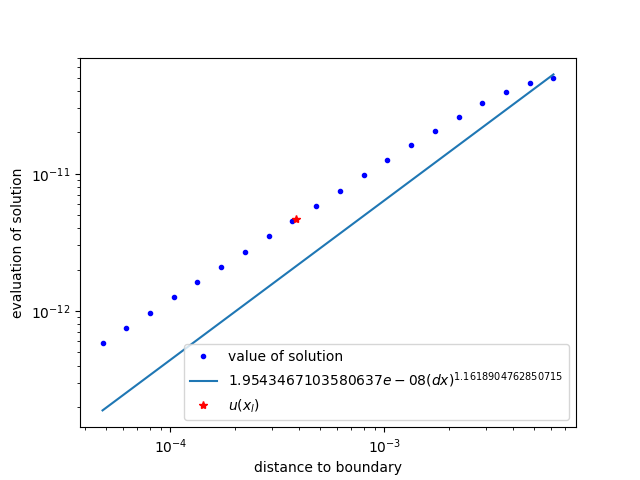 evaluation of solution
10⁻¹¹
10⁻¹²
value of solution
1.9543467103580637e − 08(dx)^1.1618904762850715
u(x_l)
10⁻⁴
10⁻³
distance to boundary